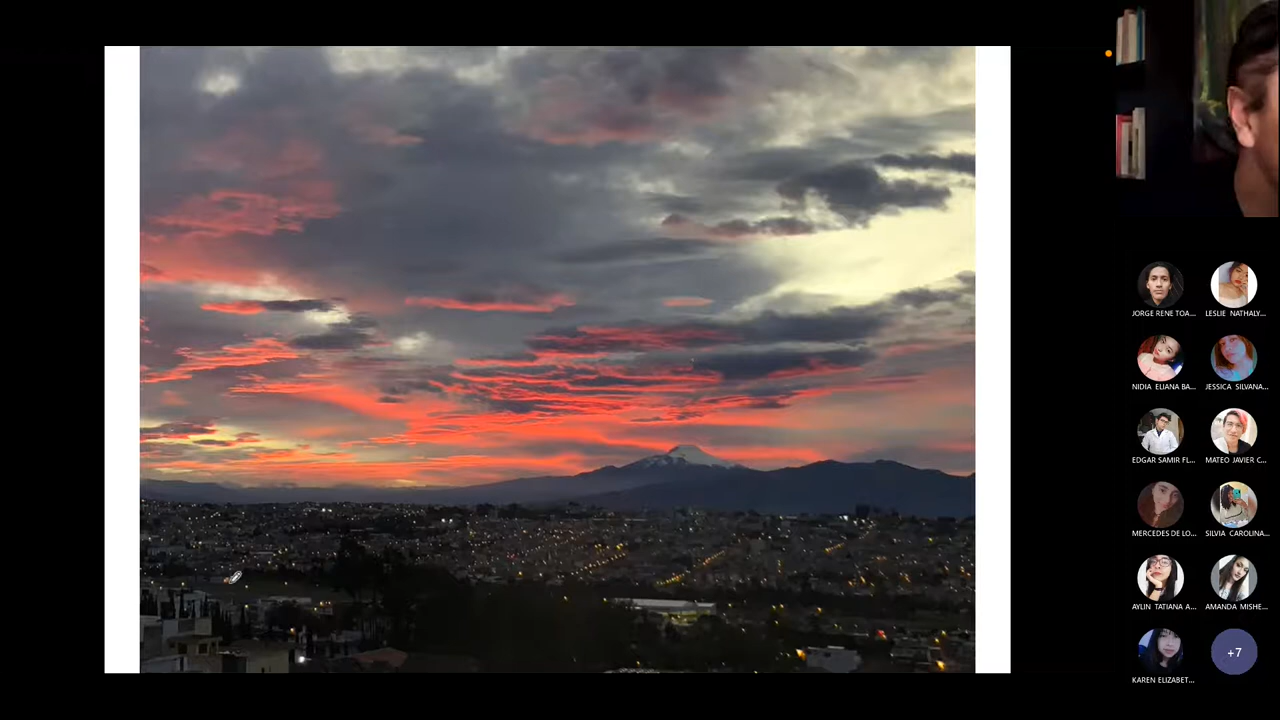 JORGE RENE TOA...
LESLIE NATHALY...
NIDIA ELIANA BA...
JESSICA SILVANA...
EDGAR SAMIR FL...
MATEO JAVIER C...
MERCEDES DE LO...
SILVIA CAROLINA...
AYLIN TATIANA A...
AMANDA MISHE...
KAREN ELIZABET...
+7